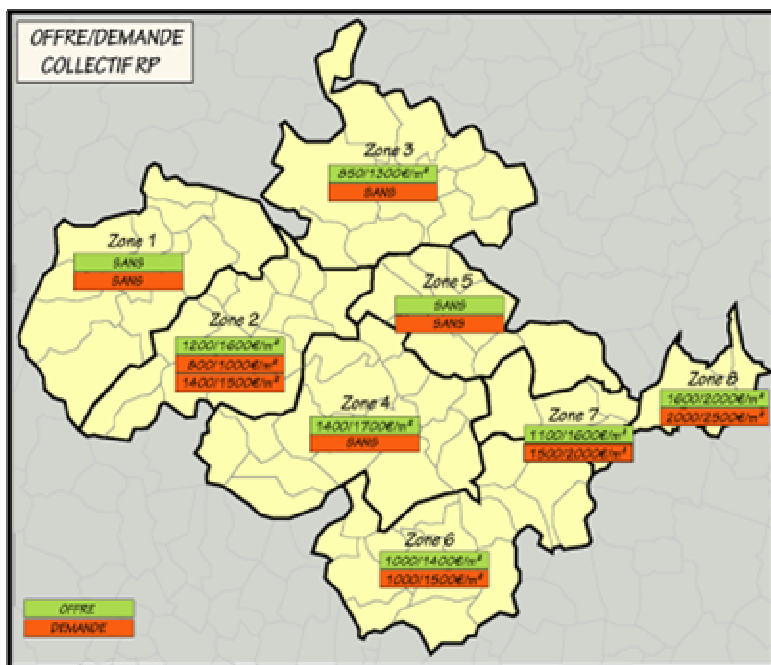 OFFRE/DEMANDE
COLLECTIF RP
Zone 3
850/1300€/m²
SANS
Zone 1
SANS
SANS
Zone 5
SANS
SANS
Zone 2
1200/1600€/m²
800/1000€/m²
1400/1500€/m²
Zone 8
1600/2000€/m²
2000/2500€/m²
Zone 4
1400/1700€/m²
SANS
Zone 7
1100/1600€/m²
1500/2000€/m²
Zone 6
1000/1400€/m²
1000/1500€/m²
OFFRE
DEMANDE